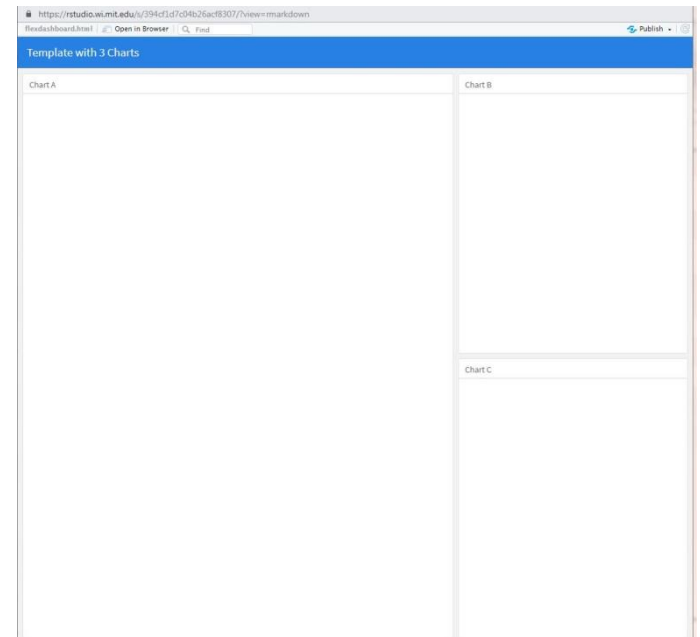 https://rstudio.wi.mit.edu/s/394cf1d7c04b26acf8307/?view=rmarkdown
flexdashboard.html Open in Browser Find Publish
Template with 3 Charts
Chart A Chart B
Chart C